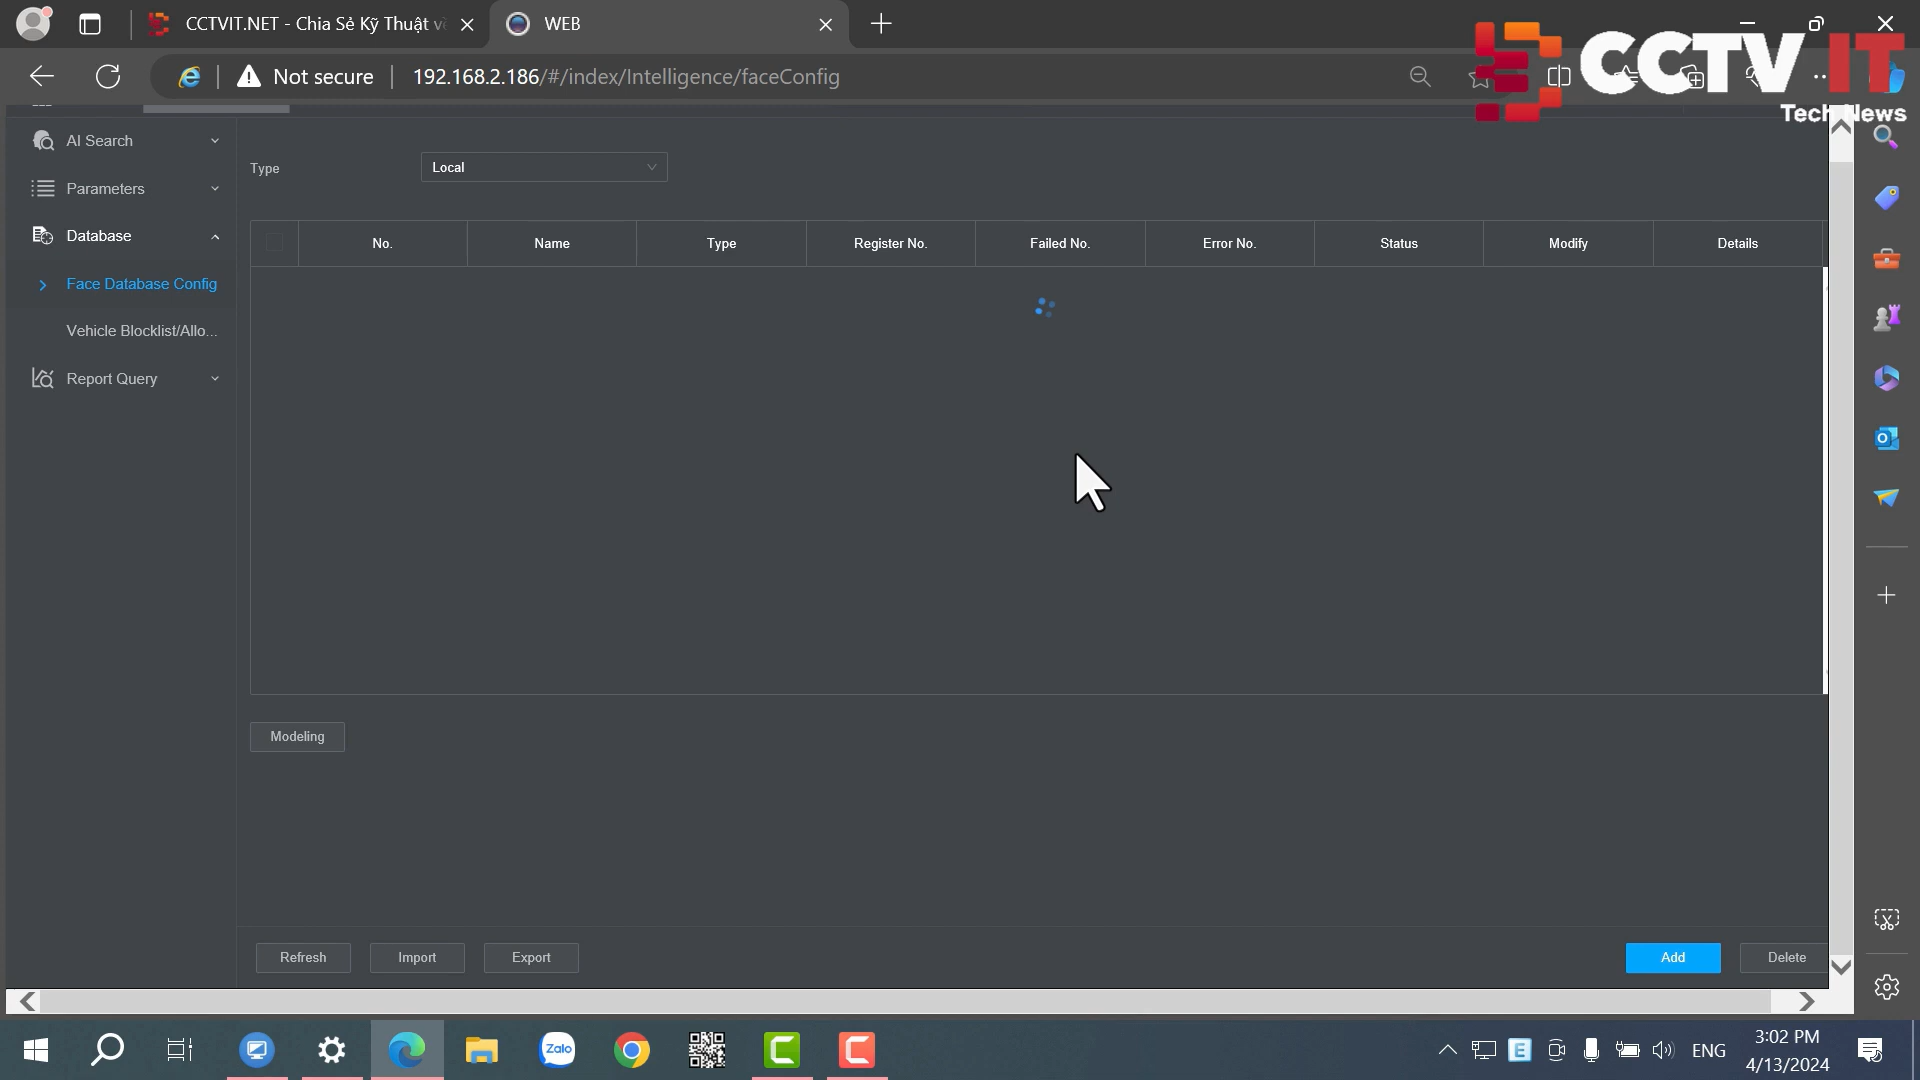 CCTVIT.NET - Chia Sẻ Kỹ Thuật về
WEB
CCTV IT
Tech News
Not secure
192.168.2.186/#/index/Intelligence/faceConfig
AI Search
Parameters
Database
Face Database Config
Vehicle Blocklist/Allo...
Report Query
Type
Local
No.
Name
Type
Register No.
Failed No.
Error No.
Status
Modify
Details
Modeling
Refresh
Import
Export
Add
Delete
Zalo
E
ENG
3:02 PM
4/13/2024